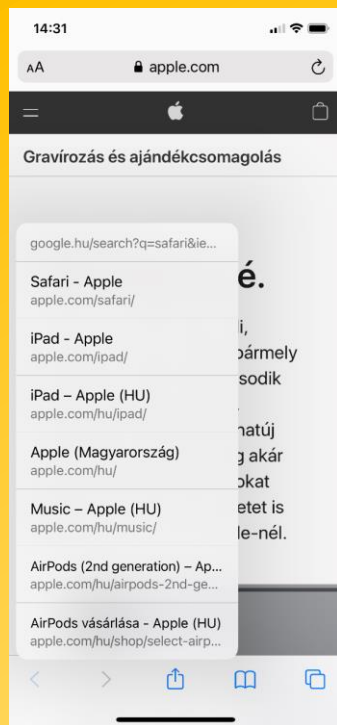 14:31
AA apple.com
Gravírozás és ajándékcsomagolás
google.hu/search?q=safari&ie...
Safari - Apple
apple.com/safari/
iPad - Apple
apple.com/ipad/
iPad – Apple (HU)
apple.com/hu/ipad/
Apple (Magyarország)
apple.com/hu/
Music – Apple (HU)
apple.com/hu/music/
AirPods (2nd generation) – Ap...
apple.com/hu/airpods-2nd-ge...
AirPods vásárlása - Apple (HU)
apple.com/hu/shop/select-airp...
é.
i,
bármely
sodik
hatúj
g akár
okat
etet is
le-nél.